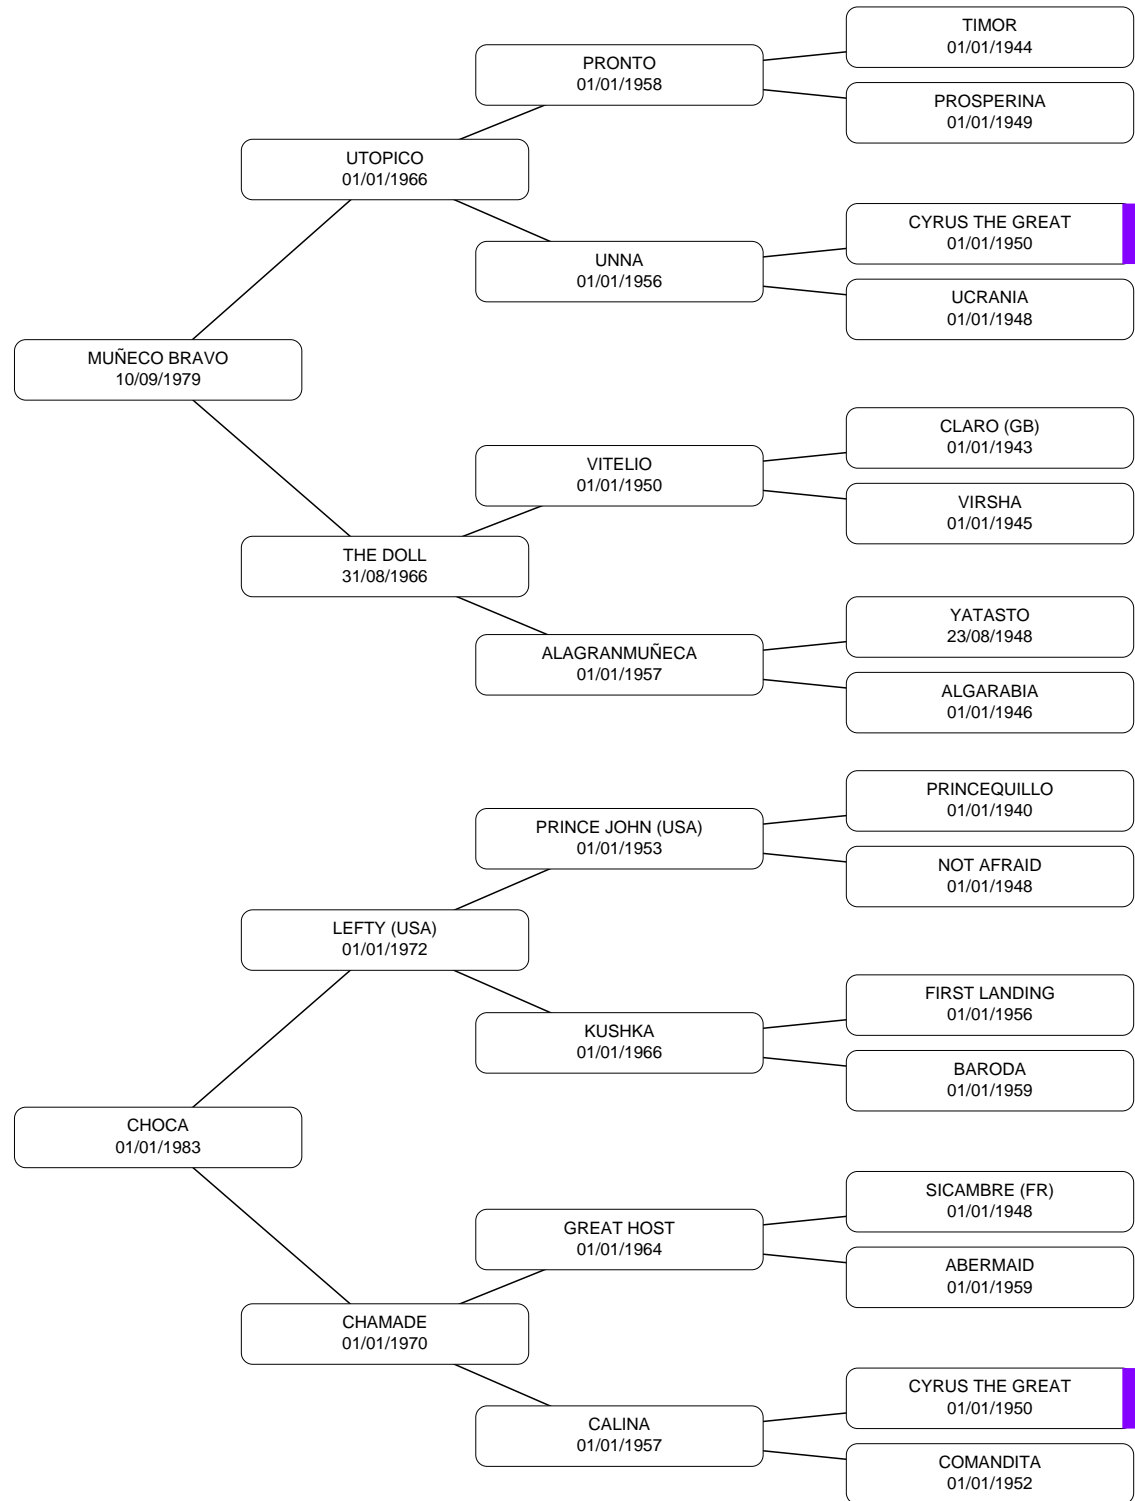 TIMOR
01/01/1944
PRONTO
01/01/1958
PROSPERINA
01/01/1949
UTOPICO
01/01/1966
CYRUS THE GREAT
01/01/1950
UNNA
01/01/1956
UCRANIA
01/01/1948
MUÑECO BRAVO
10/09/1979
CLARO (GB)
01/01/1943
VITELIO
01/01/1950
VIRSHA
01/01/1945
THE DOLL
31/08/1966
YATASTO
23/08/1948
ALAGRANMUÑECA
01/01/1957
ALGARABIA
01/01/1946
PRINCEQUILLO
01/01/1940
PRINCE JOHN (USA)
01/01/1953
NOT AFRAID
01/01/1948
LEFTY (USA)
01/01/1972
FIRST LANDING
01/01/1956
KUSHKA
01/01/1966
BARODA
01/01/1959
CHOCA
01/01/1983
SICAMBRE (FR)
01/01/1948
GREAT HOST
01/01/1964
ABERMAID
01/01/1959
CHAMADE
01/01/1970
CYRUS THE GREAT
01/01/1950
CALINA
01/01/1957
COMANDITA
01/01/1952